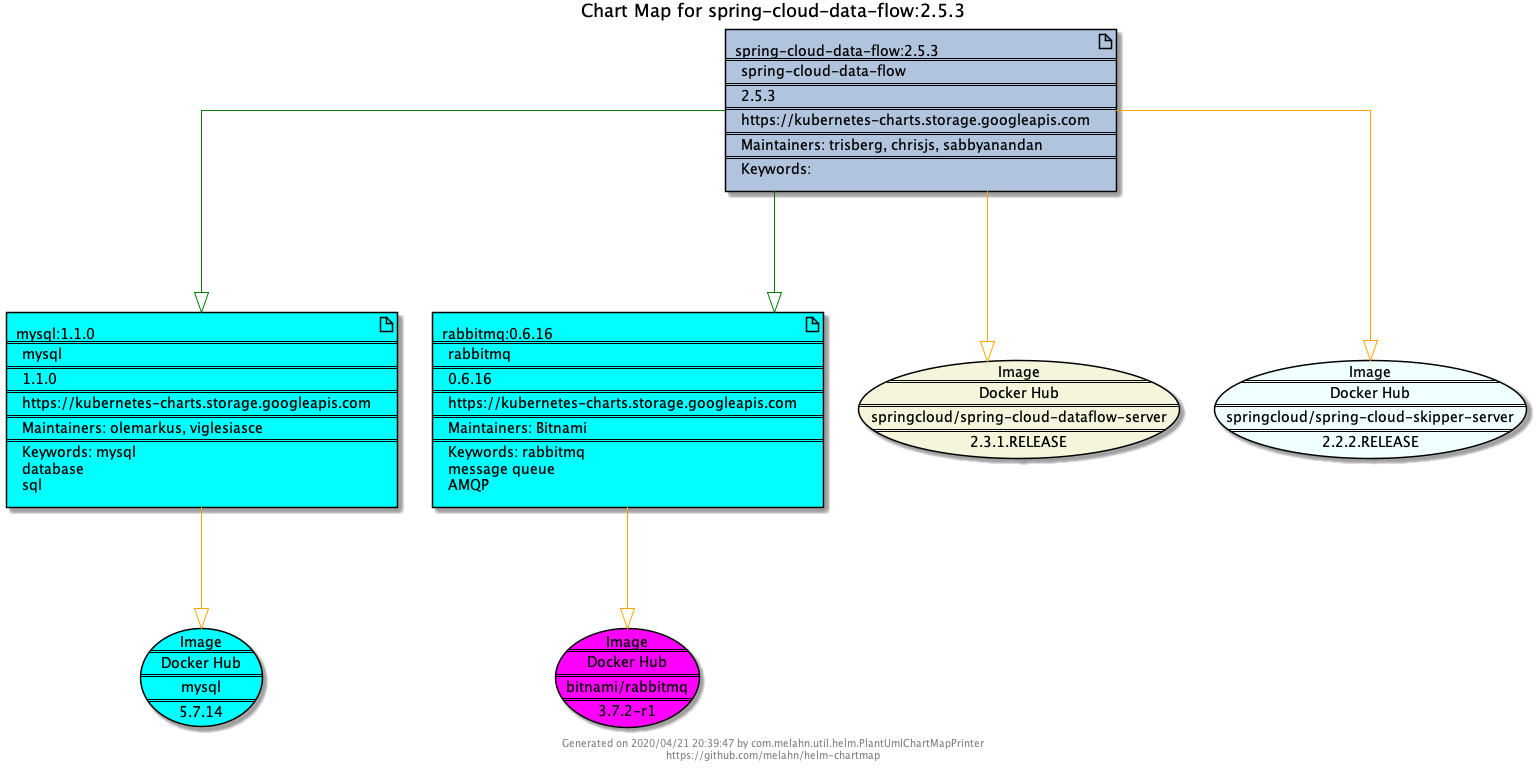 Chart Map for spring-cloud-data-flow:2.5.3
spring-cloud-data-flow:2.5.3
spring-cloud-data-flow
2.5.3
https://kubernetes-charts.storage.googleapis.com
Maintainers: trisberg, chrisjs, sabbyanandan
Keywords:
mysql:1.1.0
mysql
1.1.0
https://kubernetes-charts.storage.googleapis.com
Maintainers: olemarkus, viglesiasce
Keywords: mysql
database
sql
rabbitmq:0.6.16
rabbitmq
0.6.16
https://kubernetes-charts.storage.googleapis.com
Maintainers: Bitnami
Keywords: rabbitmq
message queue
AMQP
Image
Docker Hub
springcloud/spring-cloud-dataflow-server
2.3.1.RELEASE
Image
Docker Hub
springcloud/spring-cloud-skipper-server
2.2.2.RELEASE
Image
Docker Hub
mysql
5.7.14
Image
Docker Hub
bitnami/rabbitmq
3.7.2-r1
Generated on 2020/04/21 20:39:47 by com.melahn.util.helm.PlantUmlChartMapPrinter
https://github.com/melahn/helm-chartmap